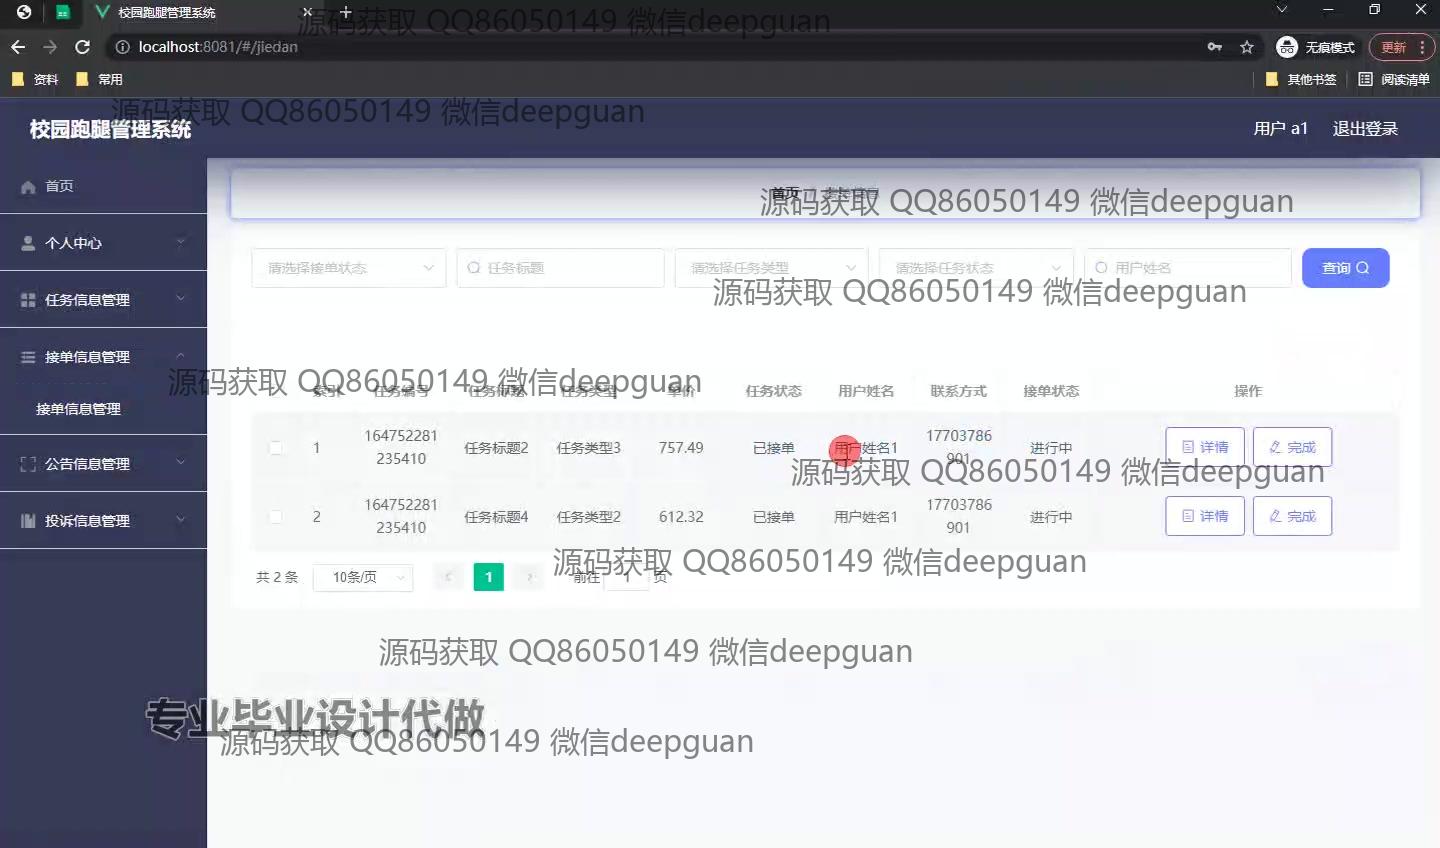 校园跑腿管理系统
源码获取 QQ86050149 微信deepguan
localhost:8081/#/jiedan
无痕模式
更新
资料
常用
其他书签
阅读清单
源码获取 QQ86050149 微信deepguan
校园跑腿管理系统
用户 a1
退出登录
首页
个人中心
任务信息管理
接单信息管理
接单信息管理
公告信息管理
投诉信息管理
首页
源码获取 QQ86050149 微信deepguan
请选择接单状态
任务标题
请选择任务类型
请选择任务状态
用户姓名
查询
源码获取 QQ86050149 微信deepguan
源码获取 QQ86050149 微信deepguan
索引 任务编号 任务标题 任务类型 单价 任务状态 用户姓名 联系方式 接单状态 操作
1 164752281235410 任务标题2 任务类型3 757.49 已接单 用户姓名1 17703786901 进行中 详情 完成
源码获取 QQ86050149 微信deepguan
2 164752281235410 任务标题4 任务类型2 612.32 已接单 用户姓名1 17703786901 进行中 详情 完成
源码获取 QQ86050149 微信deepguan
共 2 条 10条/页 1 前往 1 页
源码获取 QQ86050149 微信deepguan
专业毕业设计代做
源码获取 QQ86050149 微信deepguan